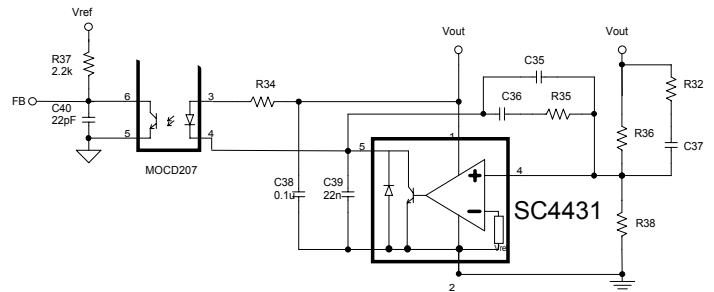 Vref
Vout
Vout
R37
2.2k
C35
R34
C36
R35
R32
FB
C40
22pF
6
3
5
4
R36
C37
1
5
MOCD207
C38
0.1u
C39
22n
4
SC4431
R38
Vref
2